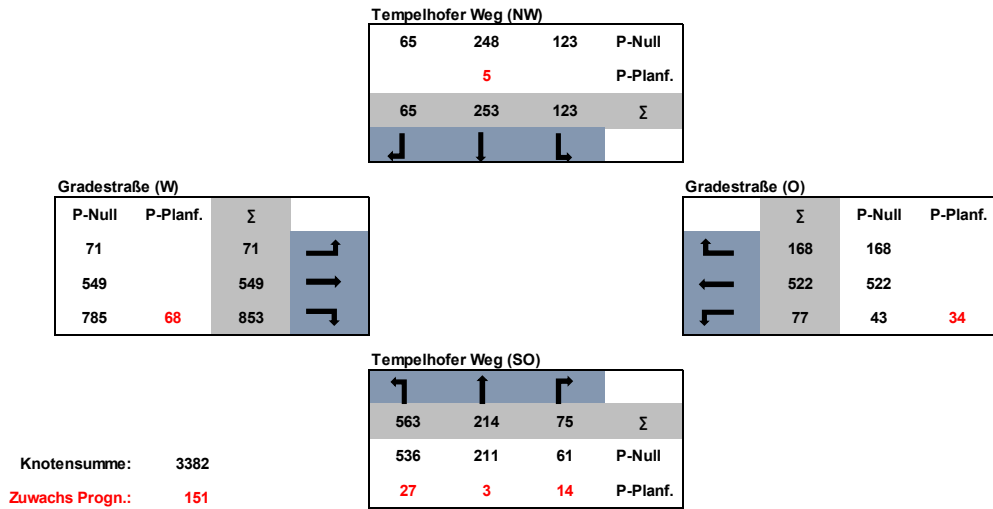 Tempelhofer Weg (NW)
65 248 123 P-Null
5 P-Planf.
65 253 123 Σ
Gradestraße (W)
P-Null P-Planf. Σ
71 71
549 549
785 68 853
Gradestraße (O)
Σ P-Null P-Planf.
168 168
522 522
77 43 34
Tempelhofer Weg (SO)
563 214 75 Σ
536 211 61 P-Null
27 3 14 P-Planf.
Knotensumme: 3382
Zuwachs Progn.: 151